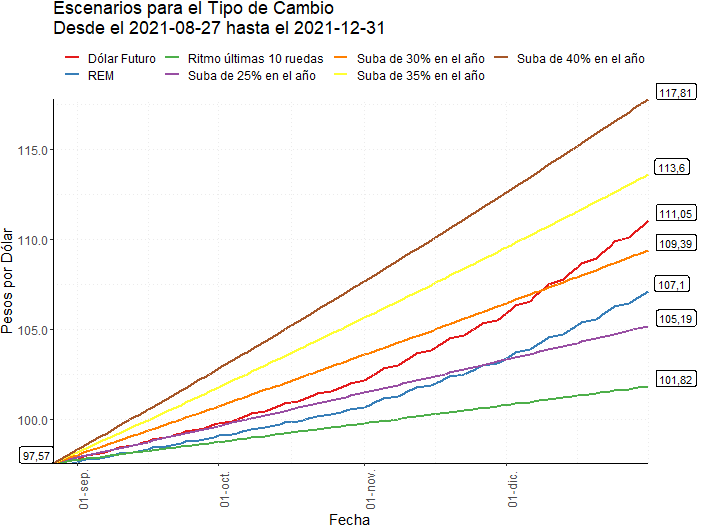 Escenarios para el Tipo de Cambio
Desde el 2021-08-27 hasta el 2021-12-31
Dólar Futuro
Ritmo últimas 10 ruedas
Suba de 30% en el año
Suba de 40% en el año
REM
Suba de 25% en el año
Suba de 35% en el año
117,81
115.0
113,6
111,05
110.0
109,39
107,1
105.0
105,19
101,82
100.0
97,57
Pesos por Dólar
01-sep.
01-oct.
01-nov.
01-dic.
Fecha